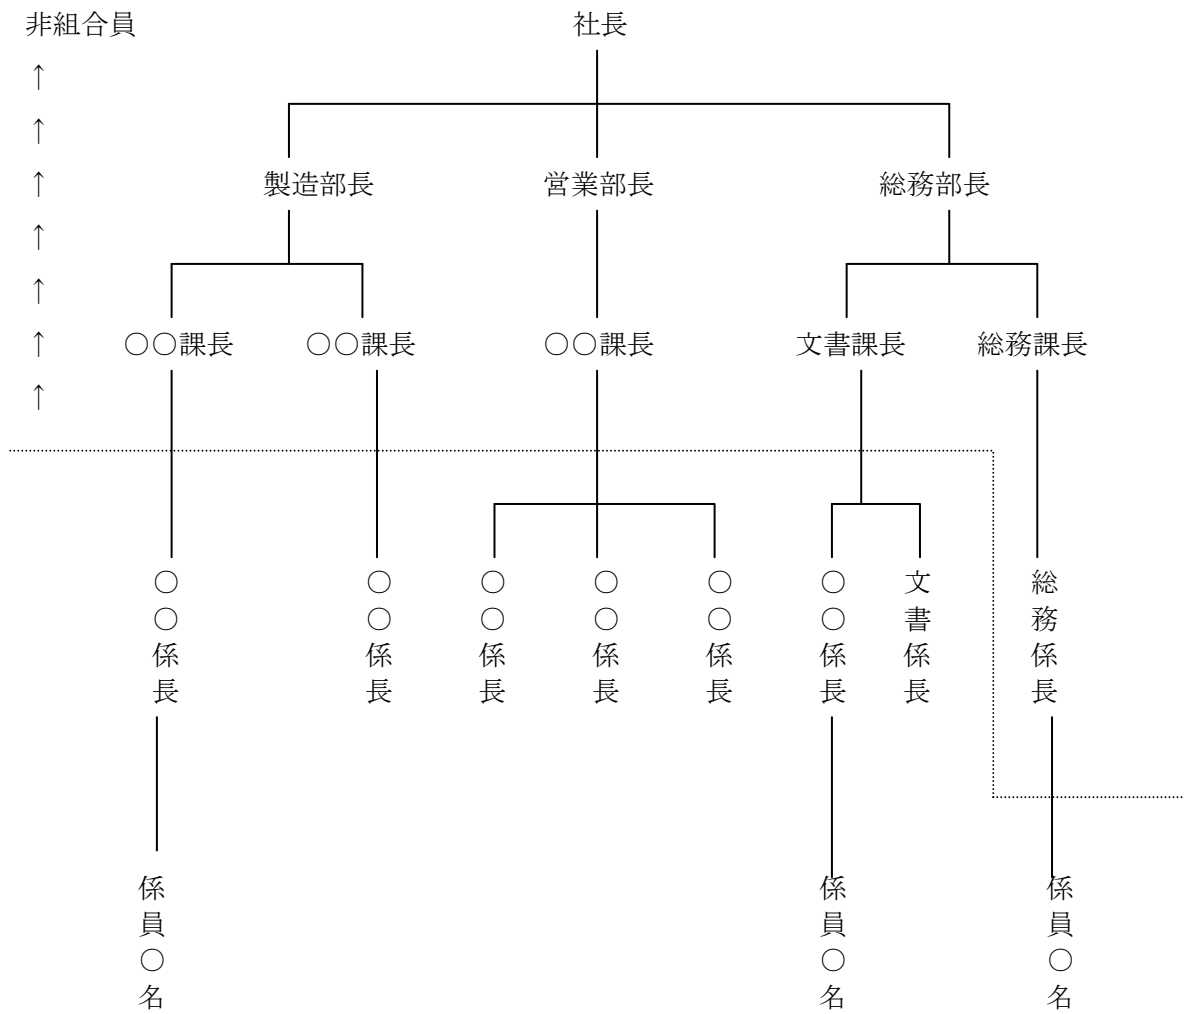 非組合員 社長
↑
↑
↑ 製造部長 営業部長 総務部長
↑
↑
↑ ○○課長 ○○課長 ○○課長 文書課長 総務課長
↑
○○係長
○○係長
○○係長
○○係長
○○係長
○○係長
文書係長
総務係長
係員○名
係員○名
係員○名